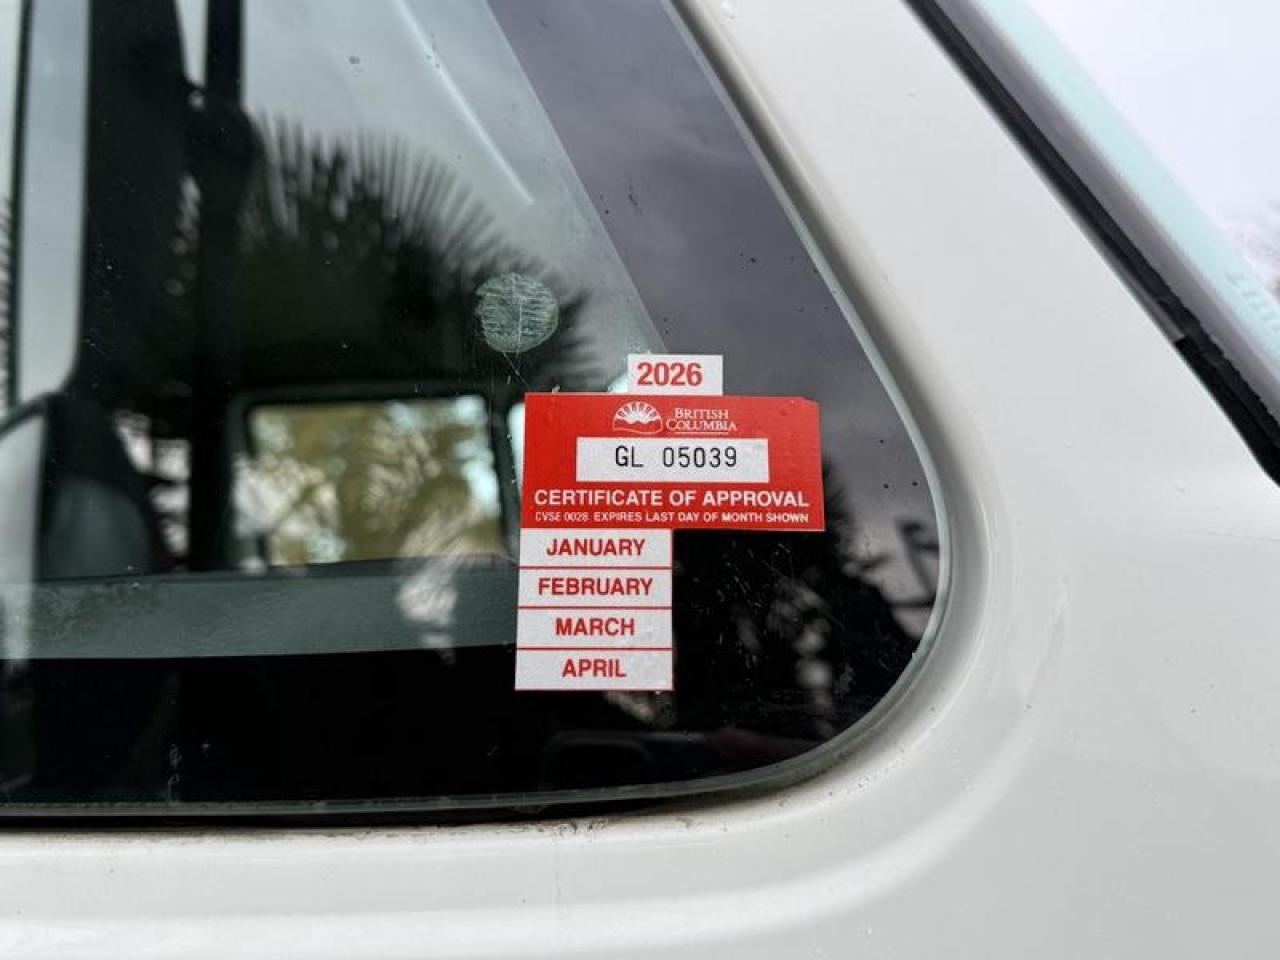 2026
BRITISH
COLUMBIA
GL 05039
CERTIFICATE OF APPROVAL
CVSE 0028 EXPIRES LAST DAY OF MONTH SHOWN
JANUARY
FEBRUARY
MARCH
APRIL